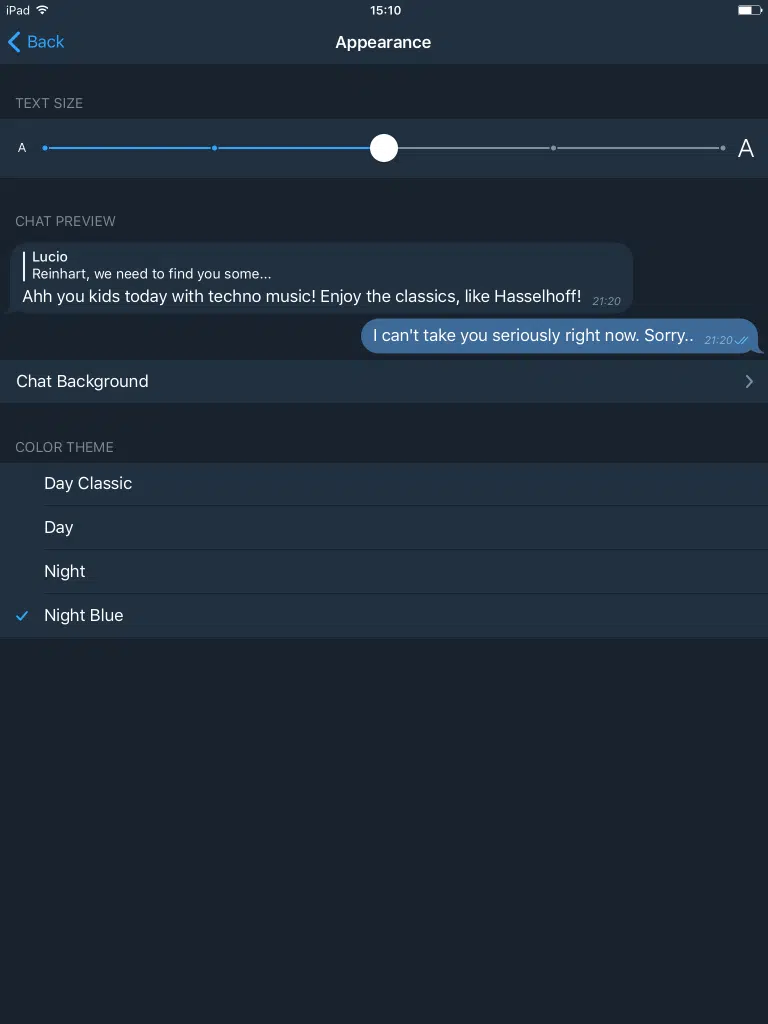 iPad 15:10
Back Appearance
TEXT SIZE
A A
CHAT PREVIEW
Lucio
Reinhart, we need to find you some...
Ahh you kids today with techno music! Enjoy the classics, like Hasselhoff! 21:20
I can't take you seriously right now. Sorry.. 21:20
Chat Background
COLOR THEME
Day Classic
Day
Night
Night Blue